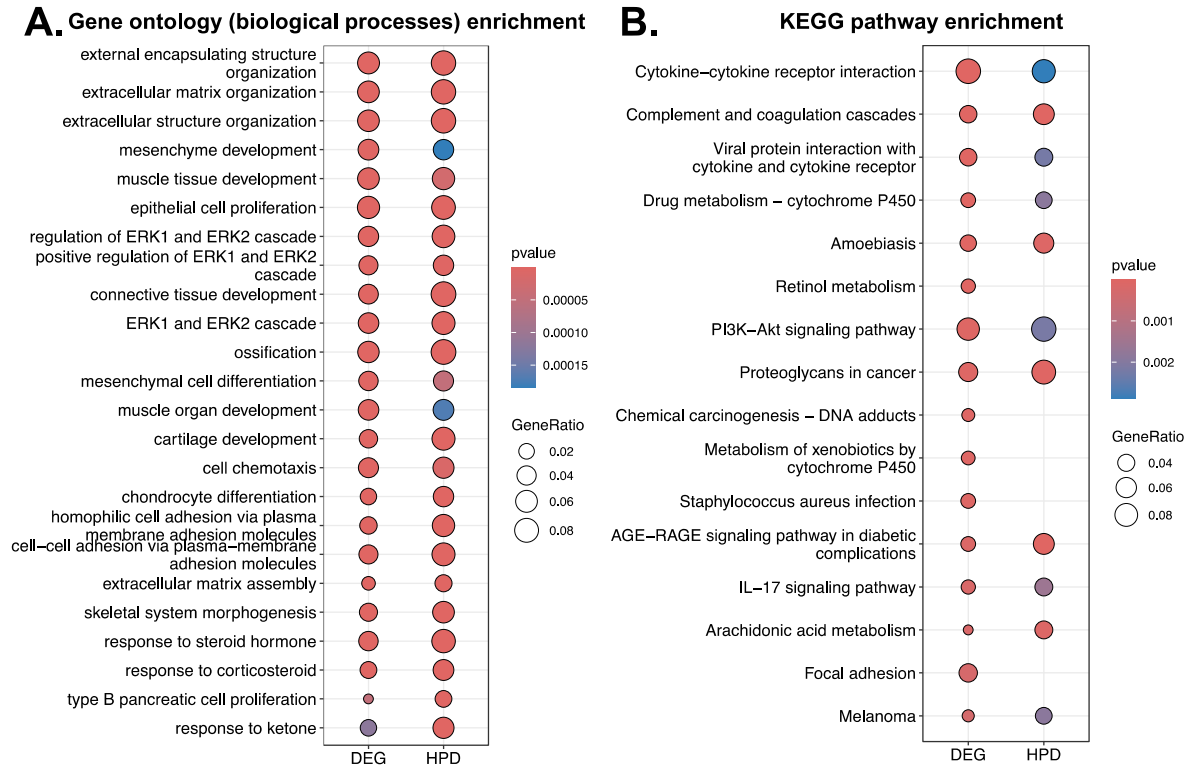 A. Gene ontology (biological processes) enrichment
external encapsulating structure
organization
extracellular matrix organization
extracellular structure organization
mesenchyme development
muscle tissue development
epithelial cell proliferation
regulation of ERK1 and ERK2 cascade
positive regulation of ERK1 and ERK2
cascade
connective tissue development
ERK1 and ERK2 cascade
ossification
mesenchymal cell differentiation
muscle organ development
cartilage development
cell chemotaxis
chondrocyte differentiation
homophilic cell adhesion via plasma
membrane adhesion molecules
cell−cell adhesion via plasma−membrane
adhesion molecules
extracellular matrix assembly
skeletal system morphogenesis
response to steroid hormone
response to corticosteroid
type B pancreatic cell proliferation
response to ketone
DEG HPD
pvalue
0.00005
0.00010
0.00015
GeneRatio
0.02
0.04
0.06
0.08
B. KEGG pathway enrichment
Cytokine−cytokine receptor interaction
Complement and coagulation cascades
Viral protein interaction with
cytokine and cytokine receptor
Drug metabolism − cytochrome P450
Amoebiasis
Retinol metabolism
PI3K−Akt signaling pathway
Proteoglycans in cancer
Chemical carcinogenesis − DNA adducts
Metabolism of xenobiotics by
cytochrome P450
Staphylococcus aureus infection
AGE−RAGE signaling pathway in diabetic
complications
IL−17 signaling pathway
Arachidonic acid metabolism
Focal adhesion
Melanoma
DEG HPD
pvalue
0.001
0.002
GeneRatio
0.04
0.06
0.08